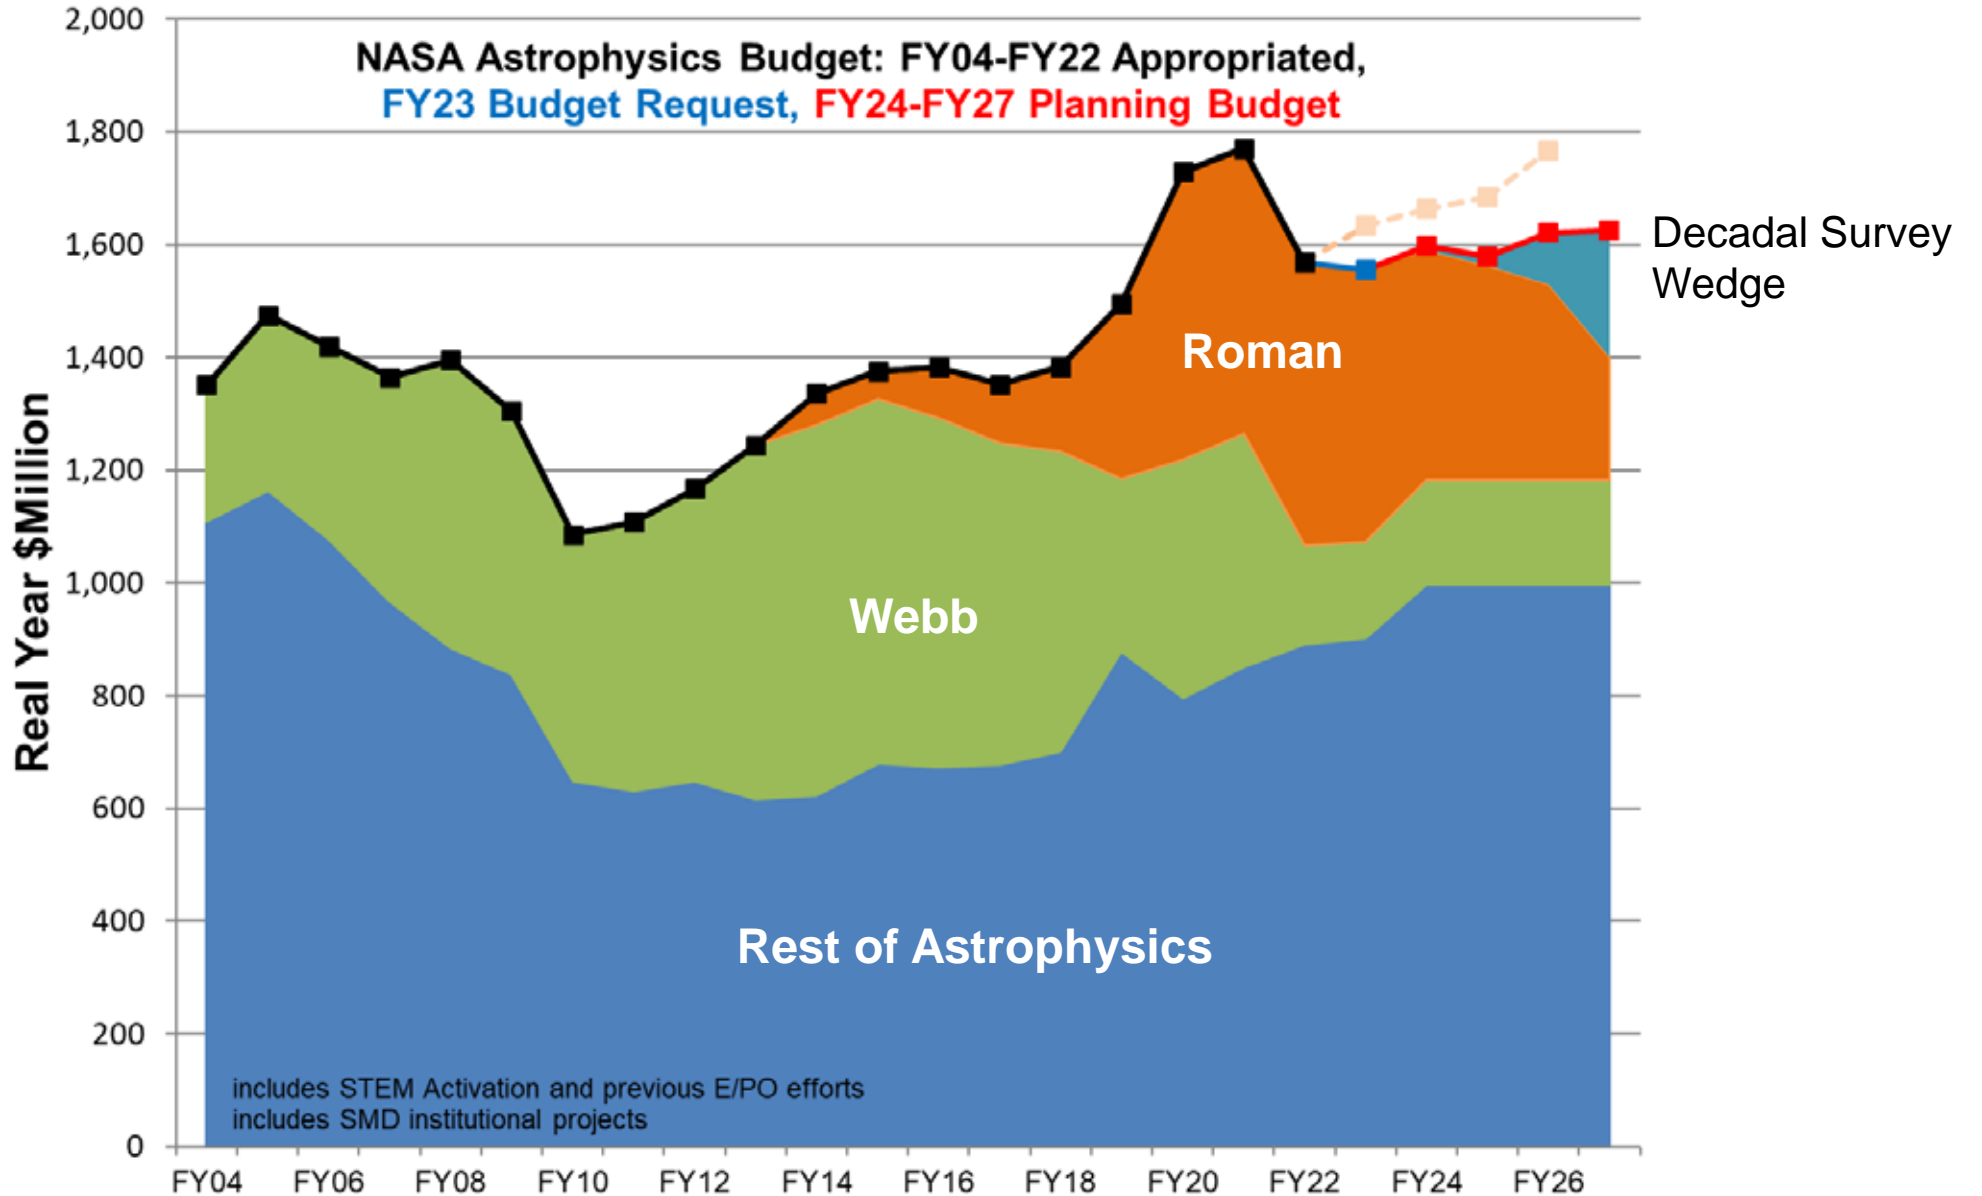 NASA Astrophysics Budget: FY04-FY22 Appropriated,
FY23 Budget Request, FY24-FY27 Planning Budget
Real Year $Million
2,000
1,800
1,600
1,400
1,200
1,000
800
600
400
200
0
Decadal Survey
Wedge
Roman
Webb
Rest of Astrophysics
includes STEM Activation and previous E/PO efforts
includes SMD institutional projects
FY04 FY06 FY08 FY10 FY12 FY14 FY16 FY18 FY20 FY22 FY24 FY26